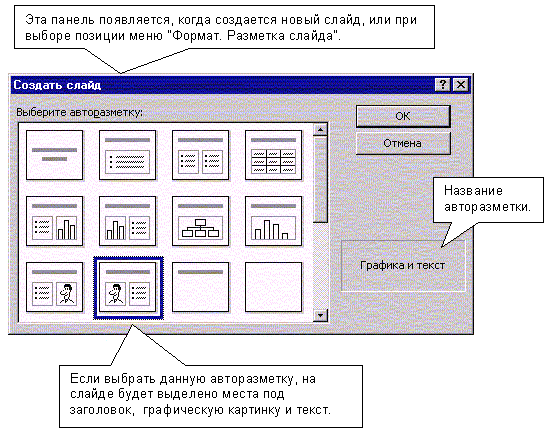 Эта панель появляется, когда создается новый слайд, или при
выборе позиции меню "Формат. Разметка слайда".
Создать слайд
Выберите авторазметку:
ОК
Отмена
Название
авторазметки.
Графика и текст
Если выбрать данную авторазметку, на
слайде будет выделено места под
заголовок, графическую картинку и текст.